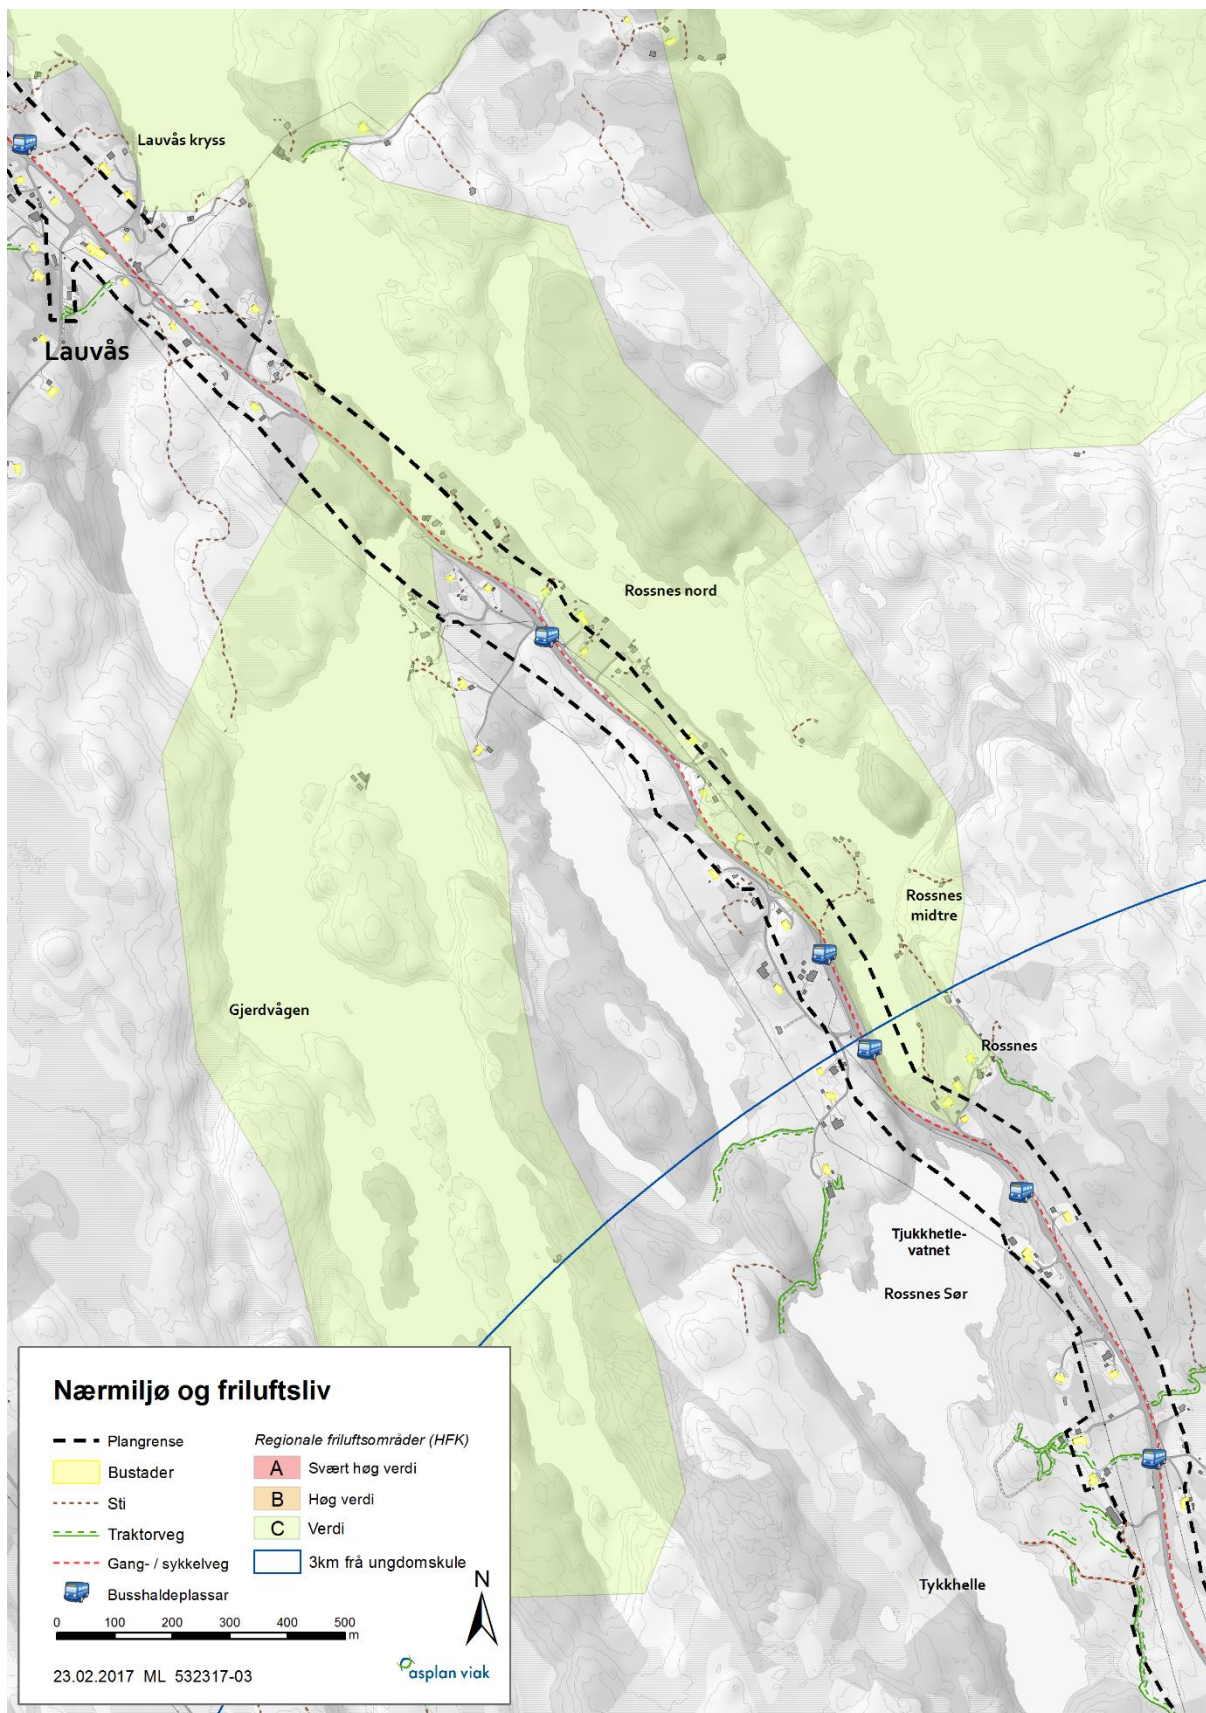 Lauvås kryss
Lauvås
Rossnes nord
Rossnes
midtre
Gjerdvågen
Rossnes
Tjukkhetle-
vatnet
Rossnes Sør
Tykkhelle
Nærmiljø og friluftsliv
Plangrense
Bustader
Sti
Traktorveg
Gang- / sykkelveg
Busshaldeplassar
Regionale friluftsområder (HFK)
A Svært høg verdi
B Høg verdi
C Verdi
3km frå ungdomskule
N
0 100 200 300 400 500
m
23.02.2017 ML 532317-03
asplan viak